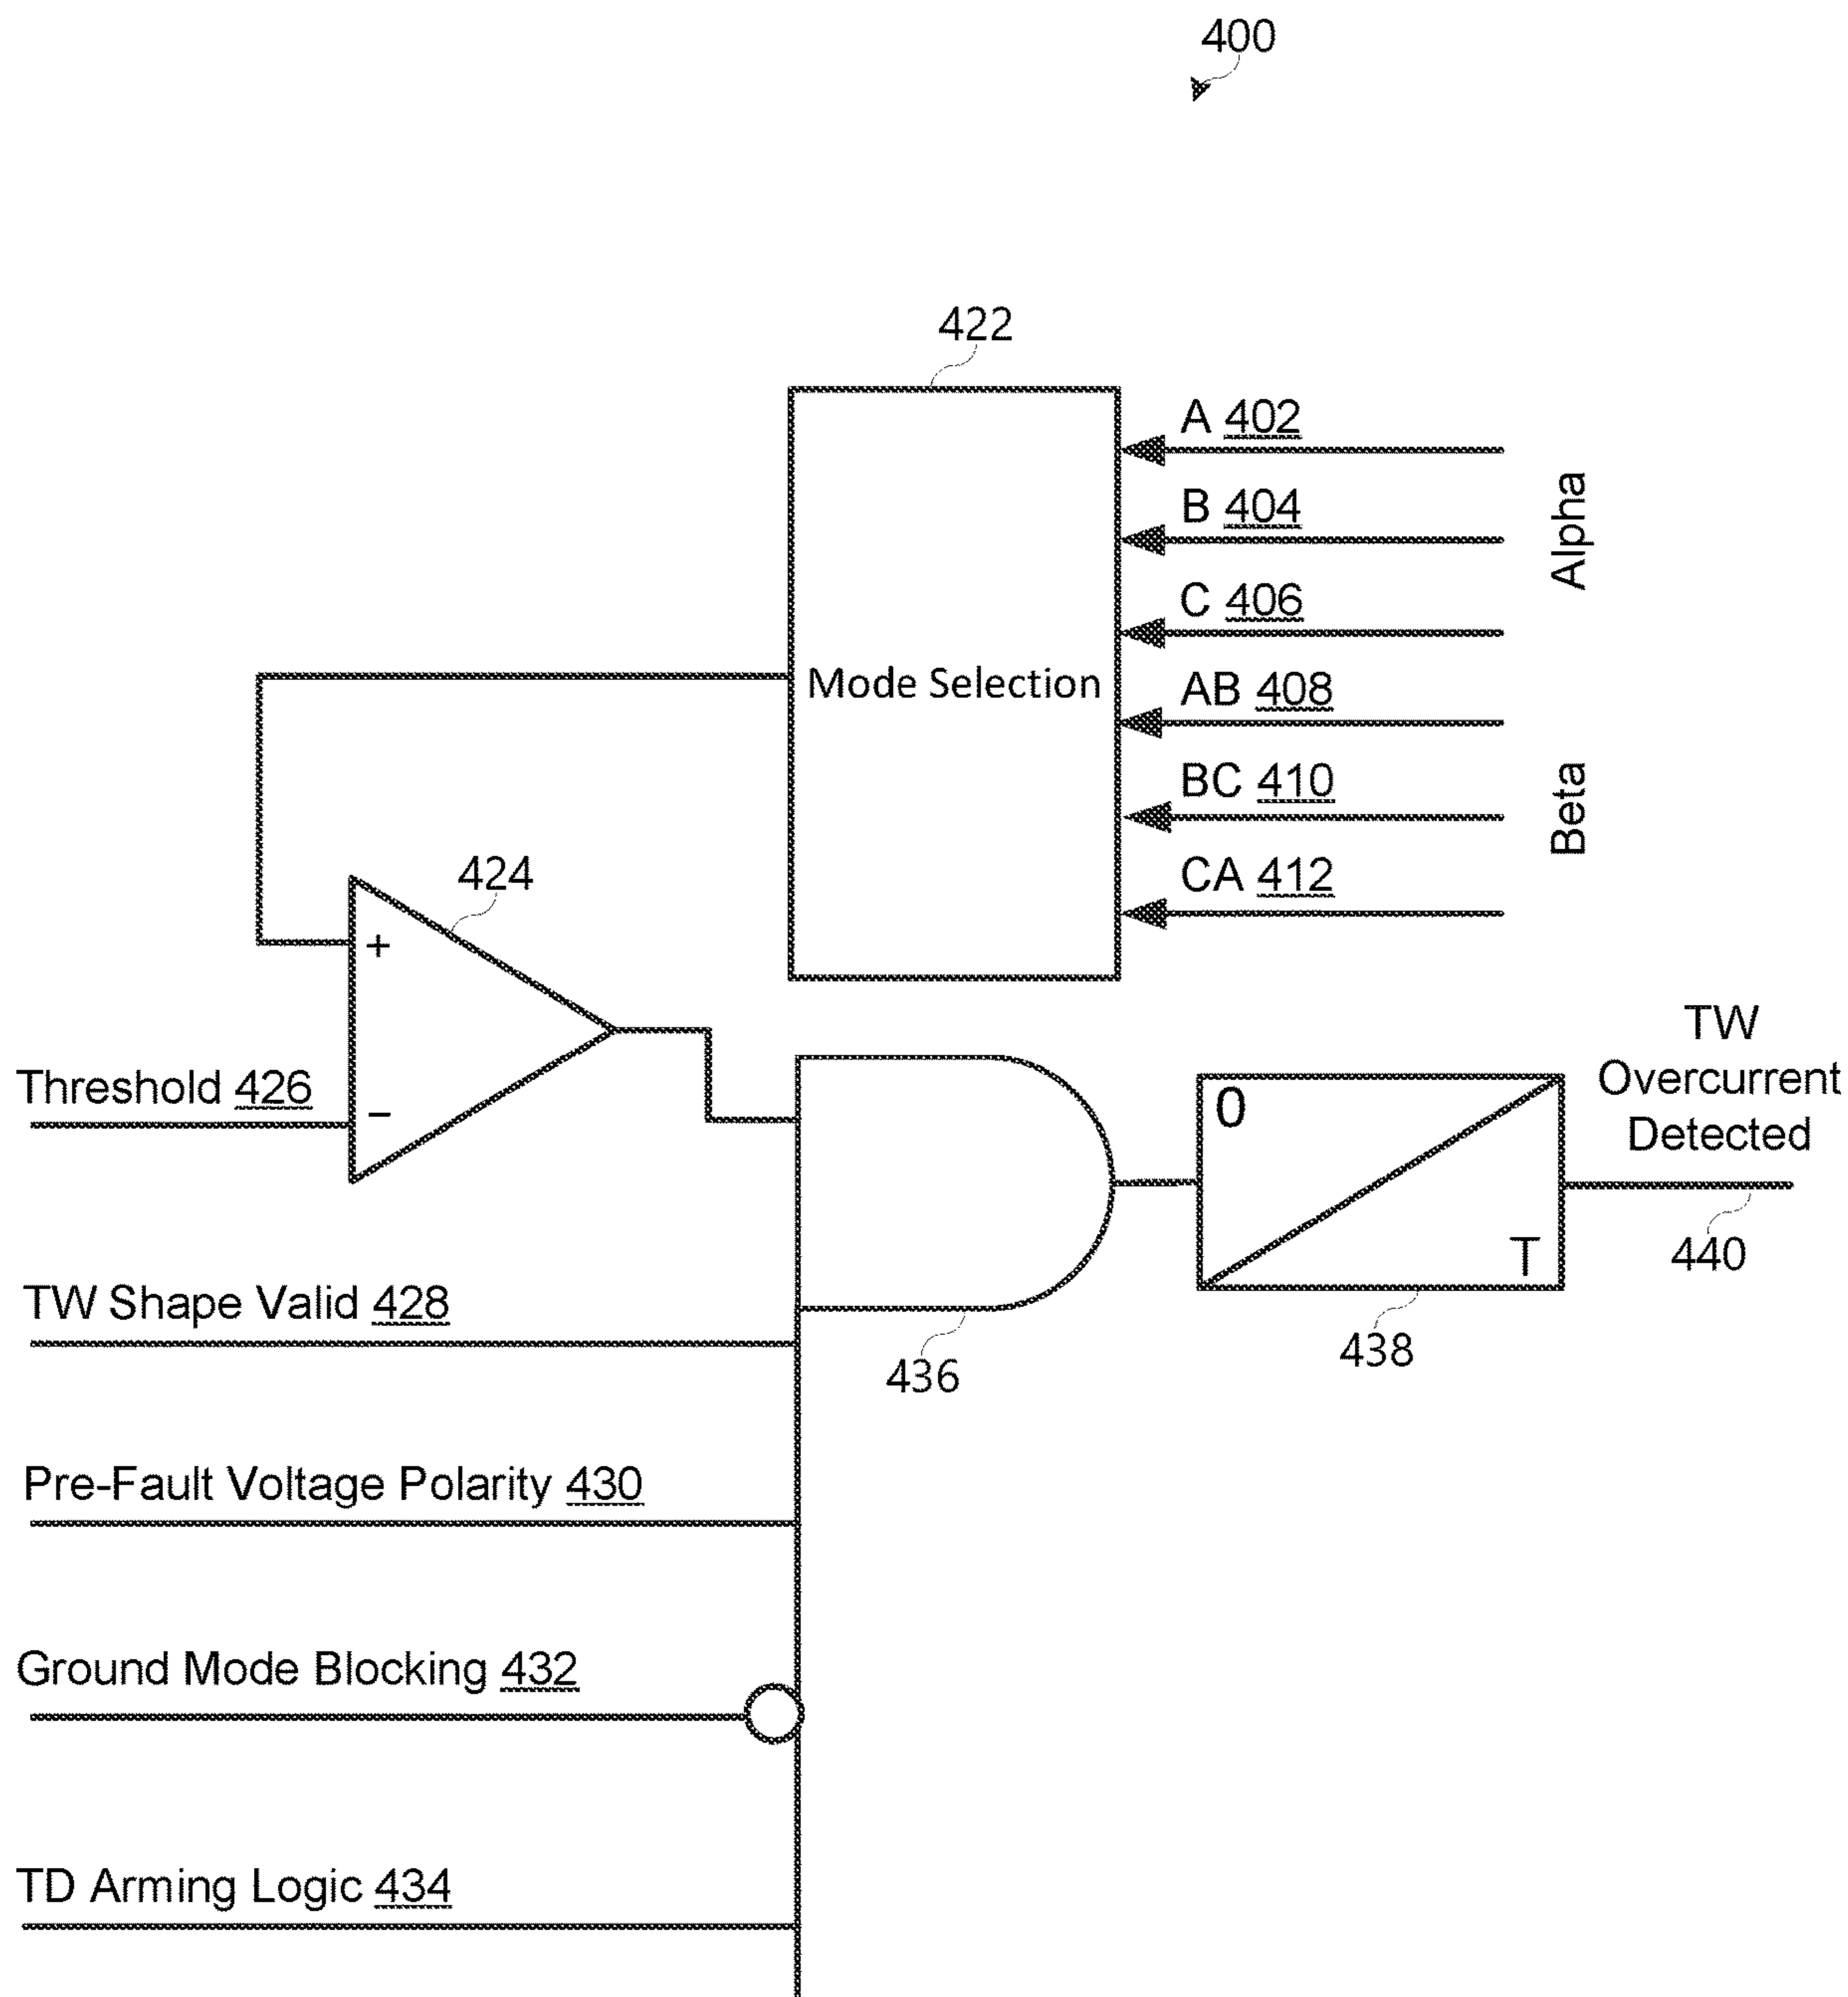 400
422
A 402
B 404
C 406
Alpha
Mode Selection
AB 408
BC 410
Beta
CA 412
424
+
−
Threshold 426
TW
Overcurrent
Detected
0
T
440
438
436
TW Shape Valid 428
Pre-Fault Voltage Polarity 430
Ground Mode Blocking 432
TD Arming Logic 434